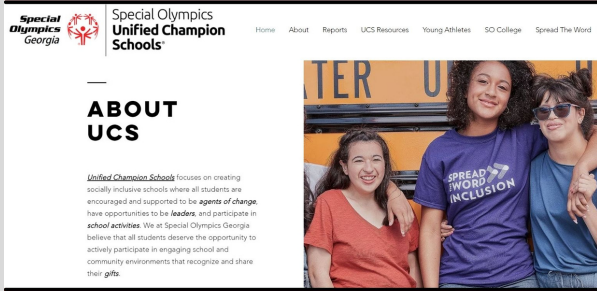 Special
Olympics
Georgia
Special Olympics
Unified Champion
Schools®
Home About Reports UCS Resources Young Athletes SO College Spread The Word
ABOUT
UCS
Unified Champion Schools focuses on creating
socially inclusive schools where all students are
encouraged and supported to be agents of change,
have opportunities to be leaders, and participate in
school activities. We at Special Olympics Georgia
believe that all students deserve the opportunity to
actively participate in engaging school and
community environments that recognize and share
their gifts.
ATER U
SPREAD
THE WORD
INCLUSION